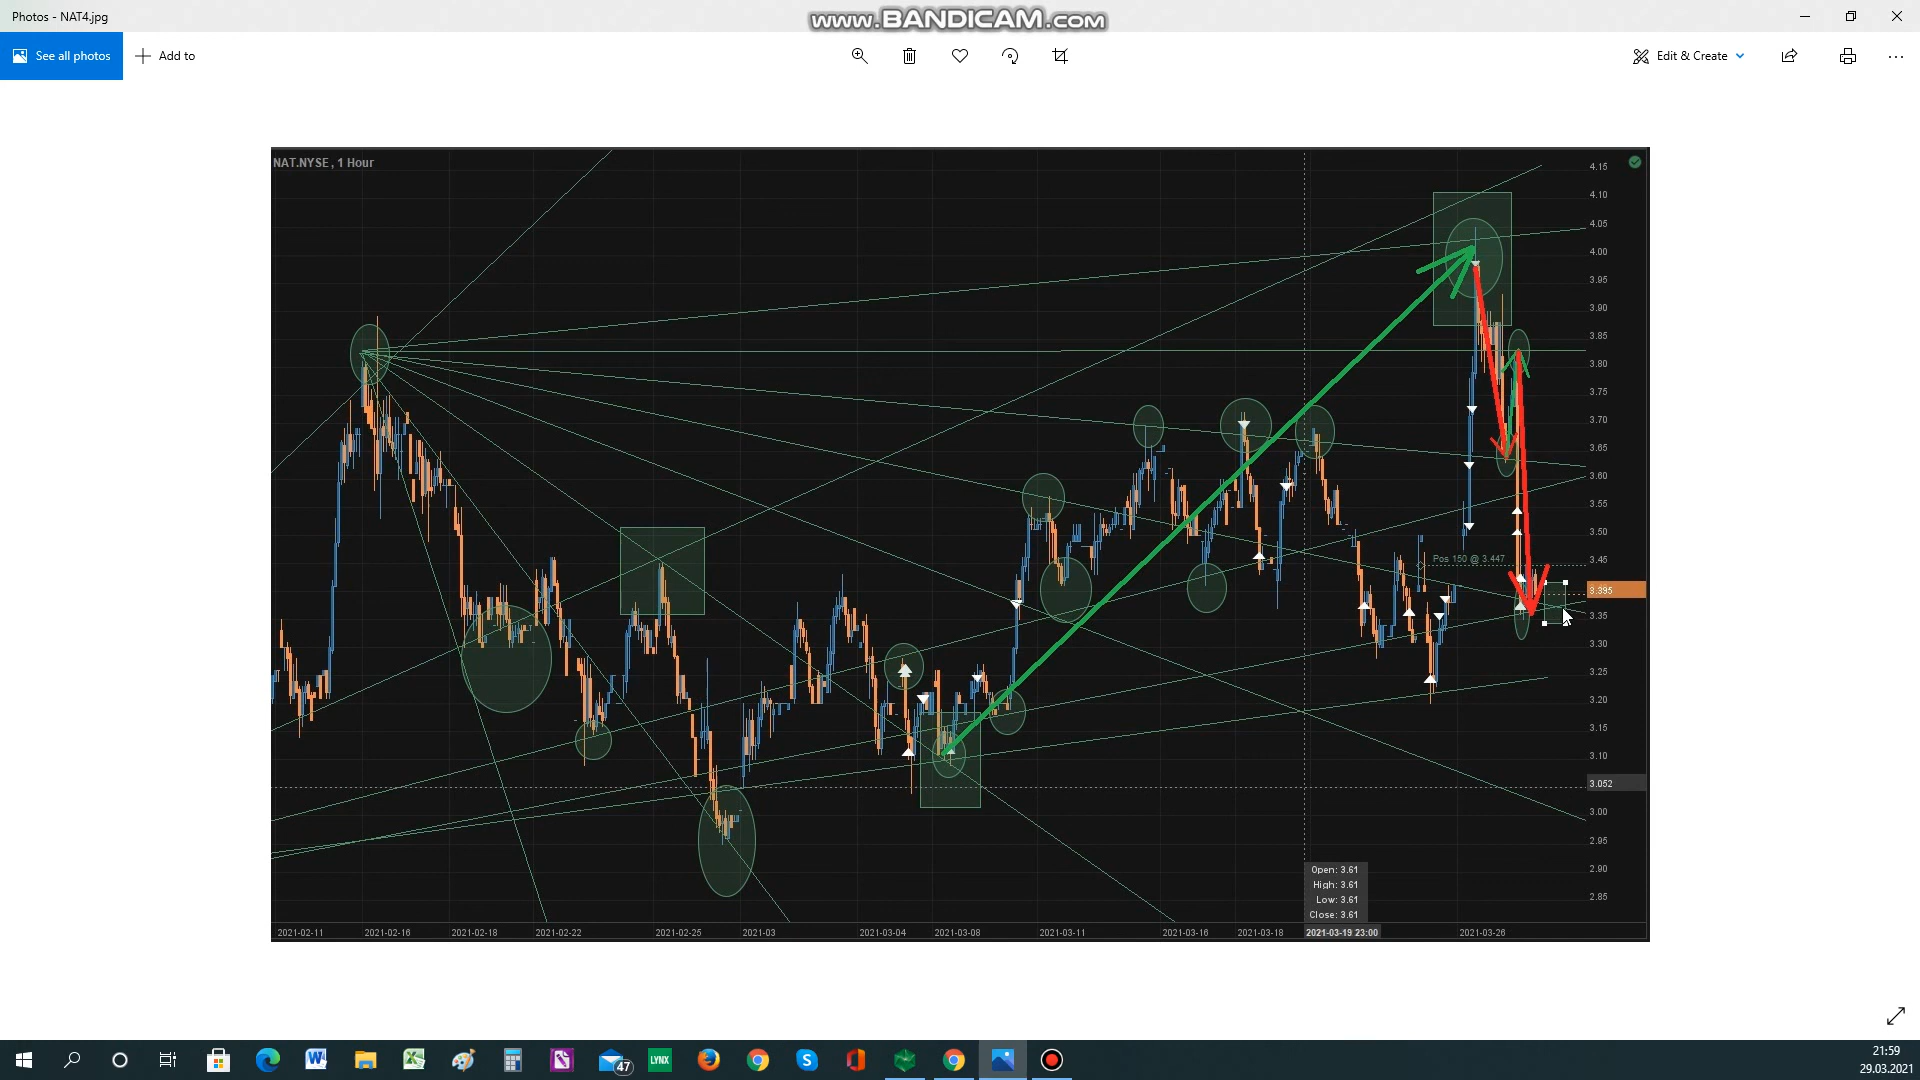 Photos - NAT4.jpg
www.BANDICAM.com
See all photos
Add to
Edit & Create
NAT.NYSE , 1 Hour
4.15
4.10
4.05
4.00
3.95
3.90
3.85
3.80
3.75
3.70
3.65
3.60
3.55
3.50
Pos 150 @ 3.447
3.45
3.395
3.35
3.30
3.25
3.20
3.15
3.10
3.052
3.00
2.95
2.90
2.85
Open: 3.61
High: 3.61
Low: 3.61
Close: 3.61
2021-02-11 2021-02-16 2021-02-18 2021-02-22 2021-02-25 2021-03 2021-03-04 2021-03-08 2021-03-11 2021-03-16 2021-03-18 2021-03-19 23:00 2021-03-26
47
LYNX
21:59
29.03.2021